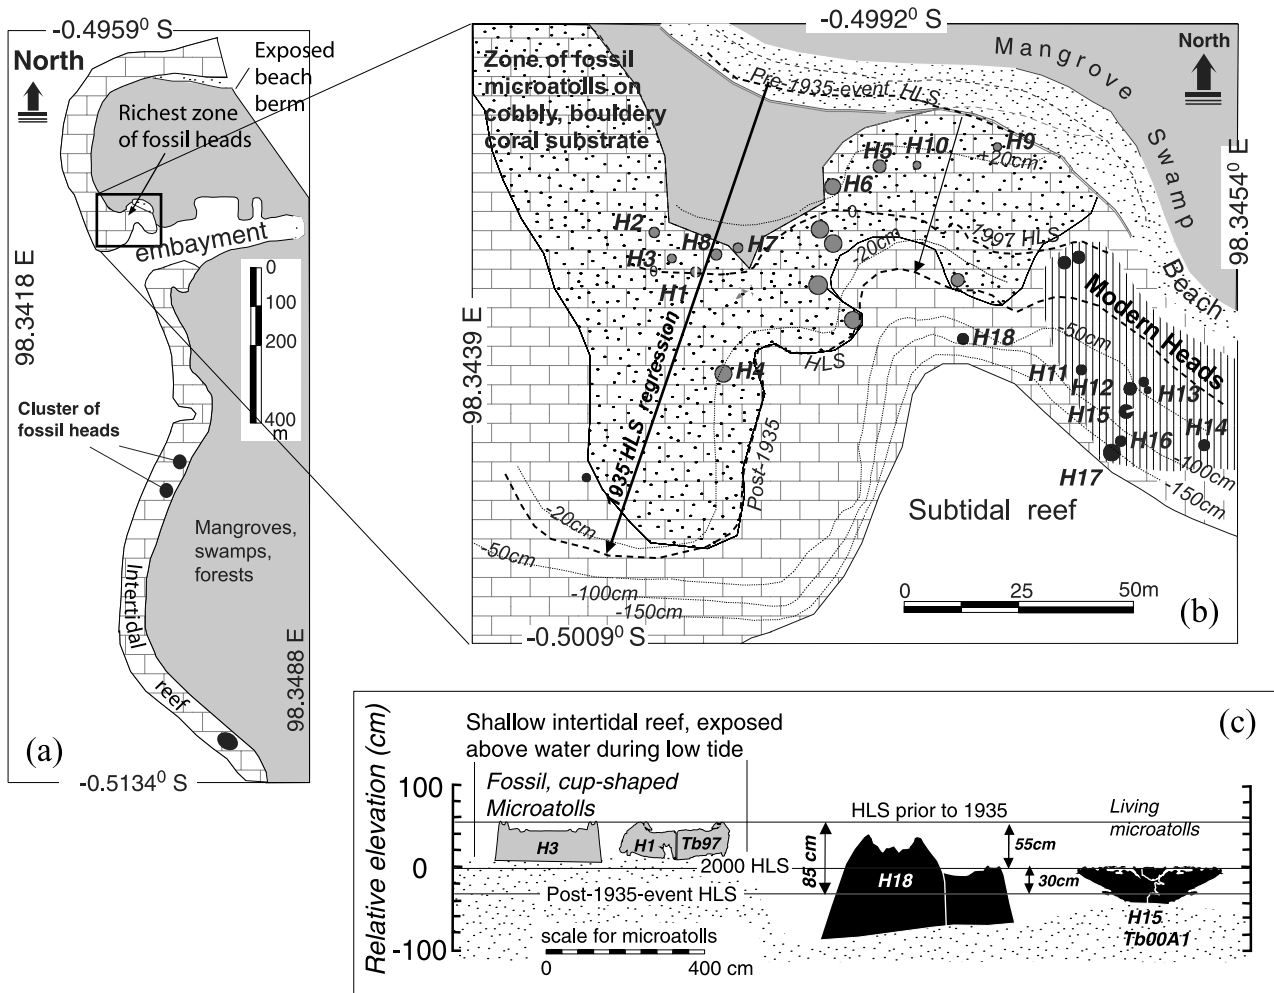 -0.4959⁰ S
North
Exposed
beach
berm
Richest zone
of fossil heads
embayment
0
100
200
400
m
98.3418 E
Cluster of
fossil heads
Mangroves,
swamps,
forests
Intertidal
reef
98.3488 E
(a)
-0.5134⁰ S
-0.4992⁰ S
Zone of fossil
microatolls on
cobbly, bouldery
coral substrate
Pre-1935-event HLS
Mangrove
Swamp
North
98.3454⁰ E
H5
H10
H9
+20cm
H6
0
H2
H8
H7
H3
0
H1
-20cm
1997 HLS
Beach
Modern Heads
98.3439 E
1935 HLS regression
H4
HLS
Post-1935
H18
-50cm
H11
H12
H13
H15
H14
H16
H17
-100cm
-150cm
-20cm
-50cm
-100cm
-150cm
Subtidal reef
0
25
50m
(b)
-0.5009⁰ S
(c)
Relative elevation (cm)
100
0
-100
Shallow intertidal reef, exposed
above water during low tide
Fossil, cup-shaped
Microatolls
H3
H1
Tb97
2000 HLS
Post-1935-event HLS
scale for microatolls
0
400 cm
HLS prior to 1935
85 cm
H18
55cm
30cm
Living
microatolls
H15
Tb00A1